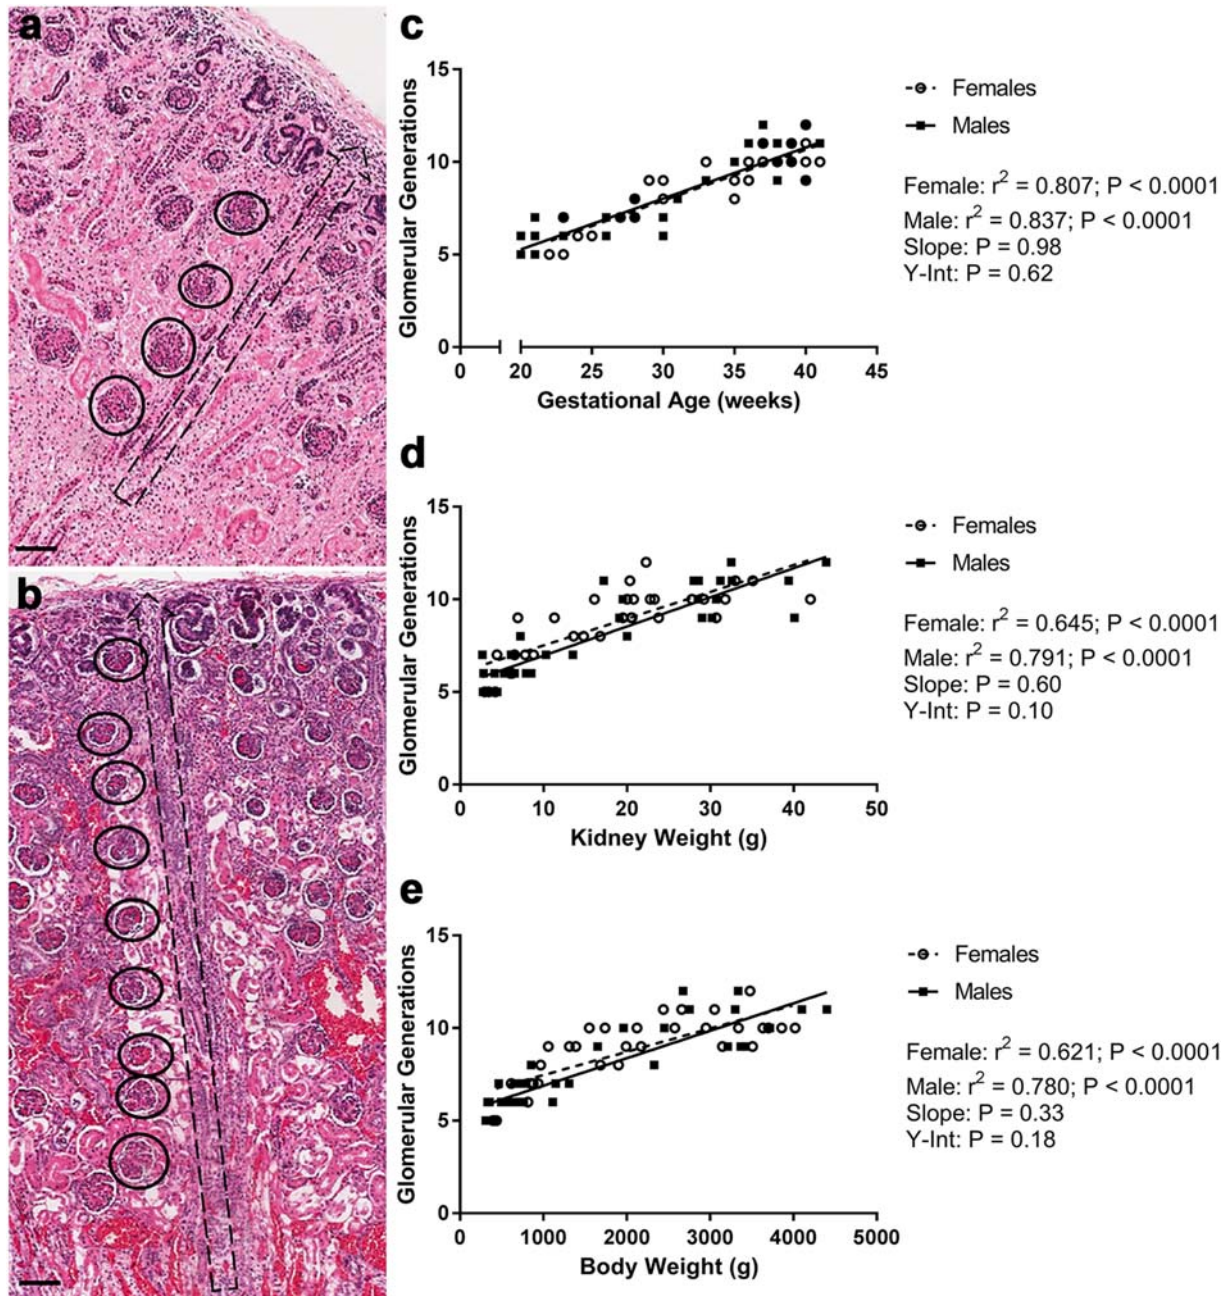 a
b
c
15
10
5
0
Glomerular Generations
0
20
25
30
35
40
45
Gestational Age (weeks)
Females
Males
Female: r² = 0.807; P < 0.0001
Male: r² = 0.837; P < 0.0001
Slope: P = 0.98
Y-Int: P = 0.62
d
15
10
5
0
Glomerular Generations
0
10
20
30
40
50
Kidney Weight (g)
Females
Males
Female: r² = 0.645; P < 0.0001
Male: r² = 0.791; P < 0.0001
Slope: P = 0.60
Y-Int: P = 0.10
e
15
10
5
0
Glomerular Generations
0
1000
2000
3000
4000
5000
Body Weight (g)
Females
Males
Female: r² = 0.621; P < 0.0001
Male: r² = 0.780; P < 0.0001
Slope: P = 0.33
Y-Int: P = 0.18